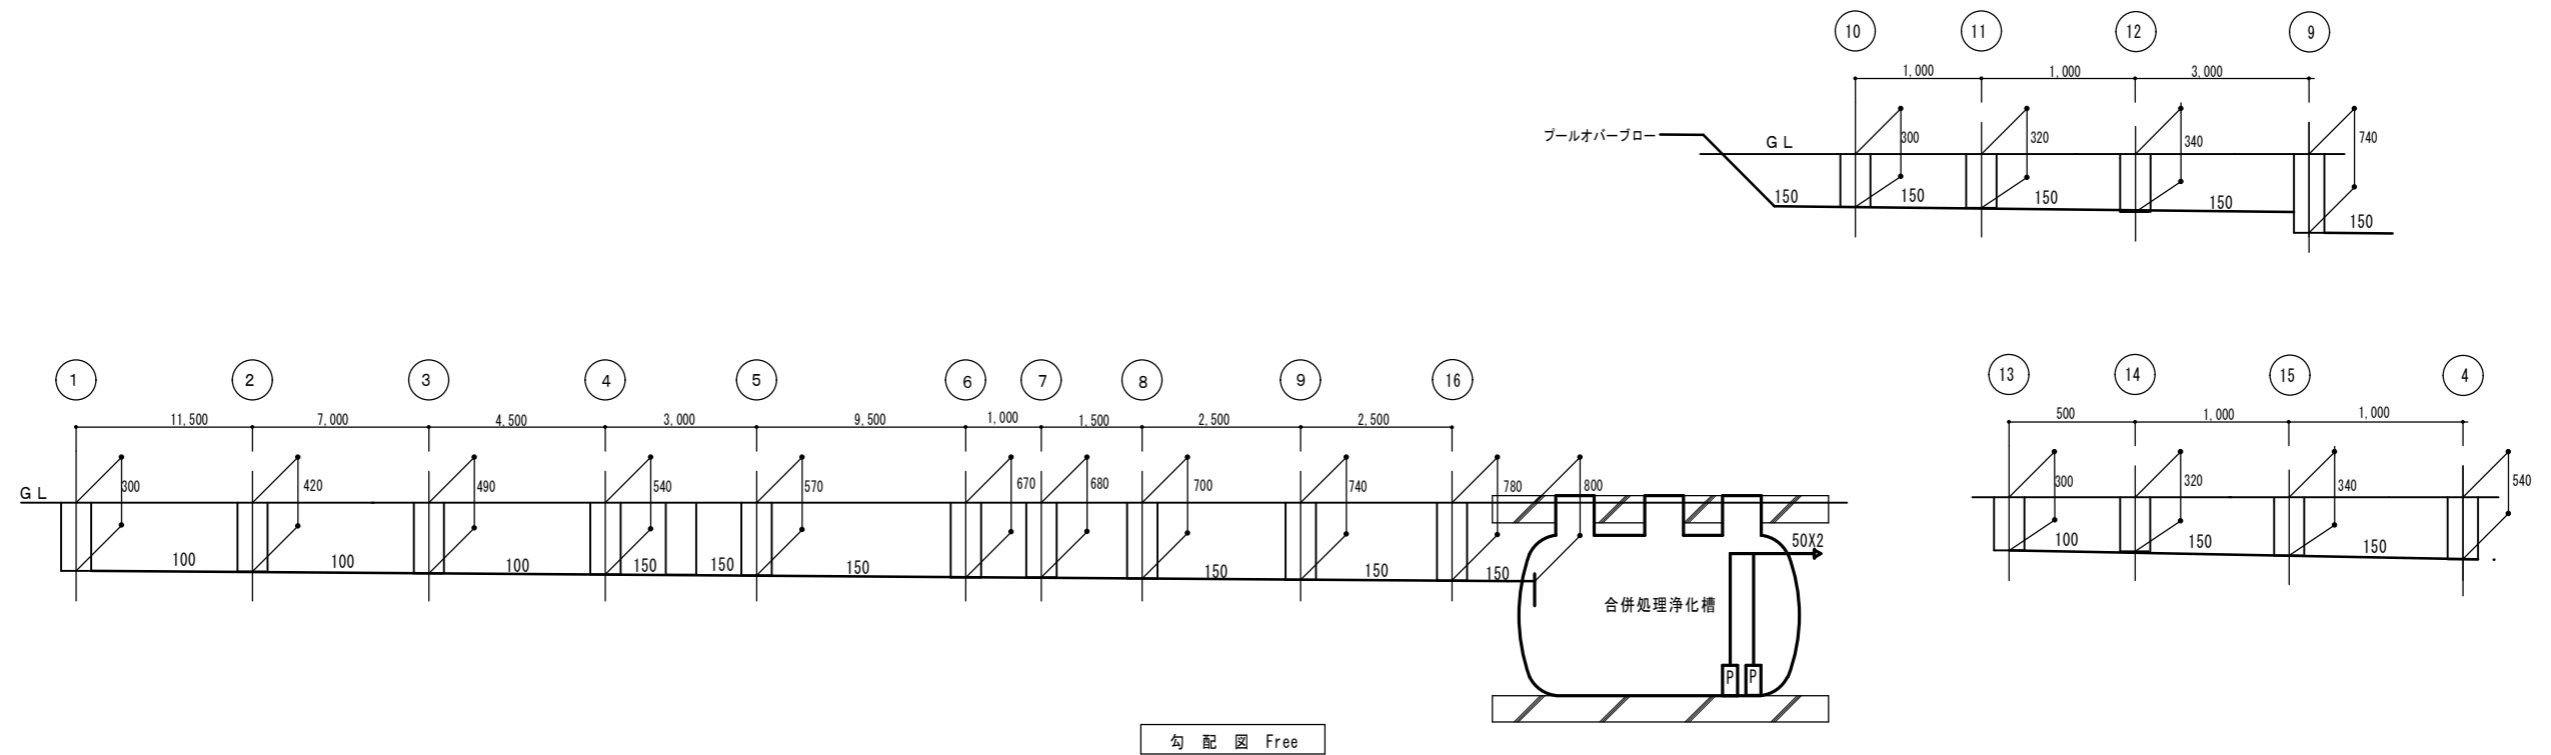 10 11 12 9
1,000 1,000 3,000
プールオバーブロー
GL
300 320 340 740
150 150 150 150 150
1 2 3 4 5 6 7 8 9 16
11,500 7,000 4,500 3,000 9,500 1,000 1,500 2,500 2,500
GL
300 420 490 540 570 670 680 700 740 780 800
100 100 100 150 150 150 150 150 150
50X2
合併処理浄化槽
P P
13 14 15 4
500 1,000 1,000
300 320 340 540
100 150 150
勾配図 Free